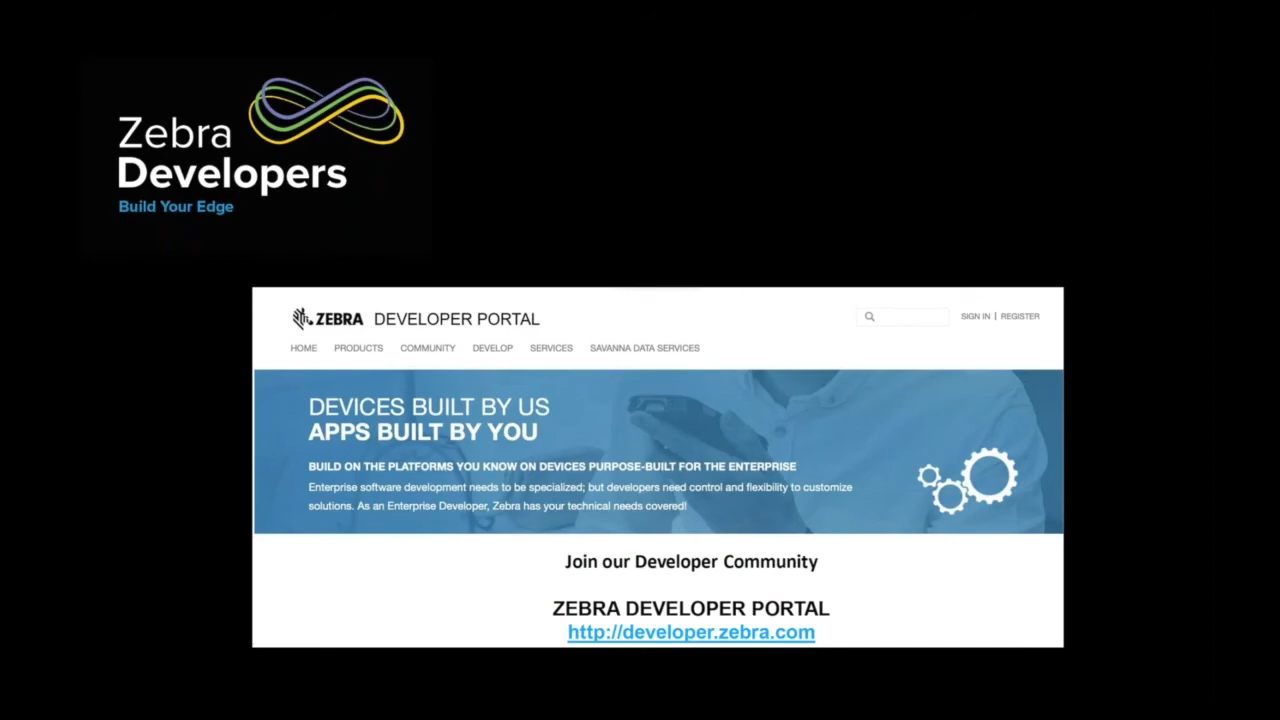 Zebra
Developers
Build Your Edge
ZEBRA DEVELOPER PORTAL
SIGN IN | REGISTER
HOME PRODUCTS COMMUNITY DEVELOP SERVICES SAVANNA DATA SERVICES
DEVICES BUILT BY US
APPS BUILT BY YOU
BUILD ON THE PLATFORMS YOU KNOW ON DEVICES PURPOSE-BUILT FOR THE ENTERPRISE
Enterprise software development needs to be specialized; but developers need control and flexibility to customize
solutions. As an Enterprise Developer, Zebra has your technical needs covered!
Join our Developer Community
ZEBRA DEVELOPER PORTAL
http://developer.zebra.com